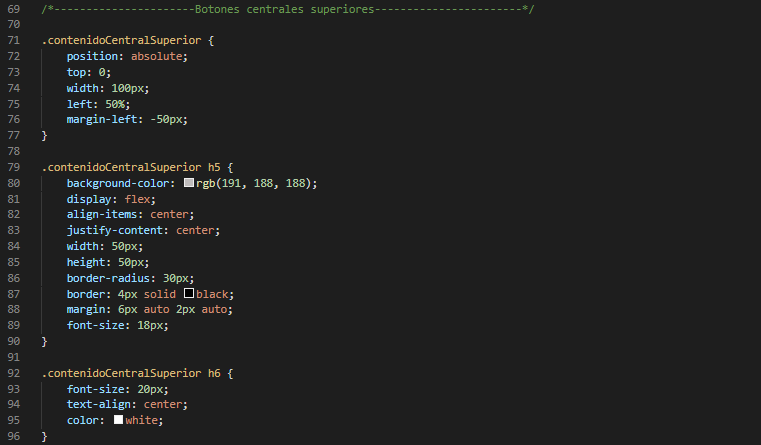 69 /*----------------------Botones centrales superiores-----------------------*/
70
71 .contenidoCentralSuperior {
72 position: absolute;
73 top: 0;
74 width: 100px;
75 left: 50%;
76 margin-left: -50px;
77 }
78
79 .contenidoCentralSuperior h5 {
80 background-color: rgb(191, 188, 188);
81 display: flex;
82 align-items: center;
83 justify-content: center;
84 width: 50px;
85 height: 50px;
86 border-radius: 30px;
87 border: 4px solid black;
88 margin: 6px auto 2px auto;
89 font-size: 18px;
90 }
91
92 .contenidoCentralSuperior h6 {
93 font-size: 20px;
94 text-align: center;
95 color: white;
96 }